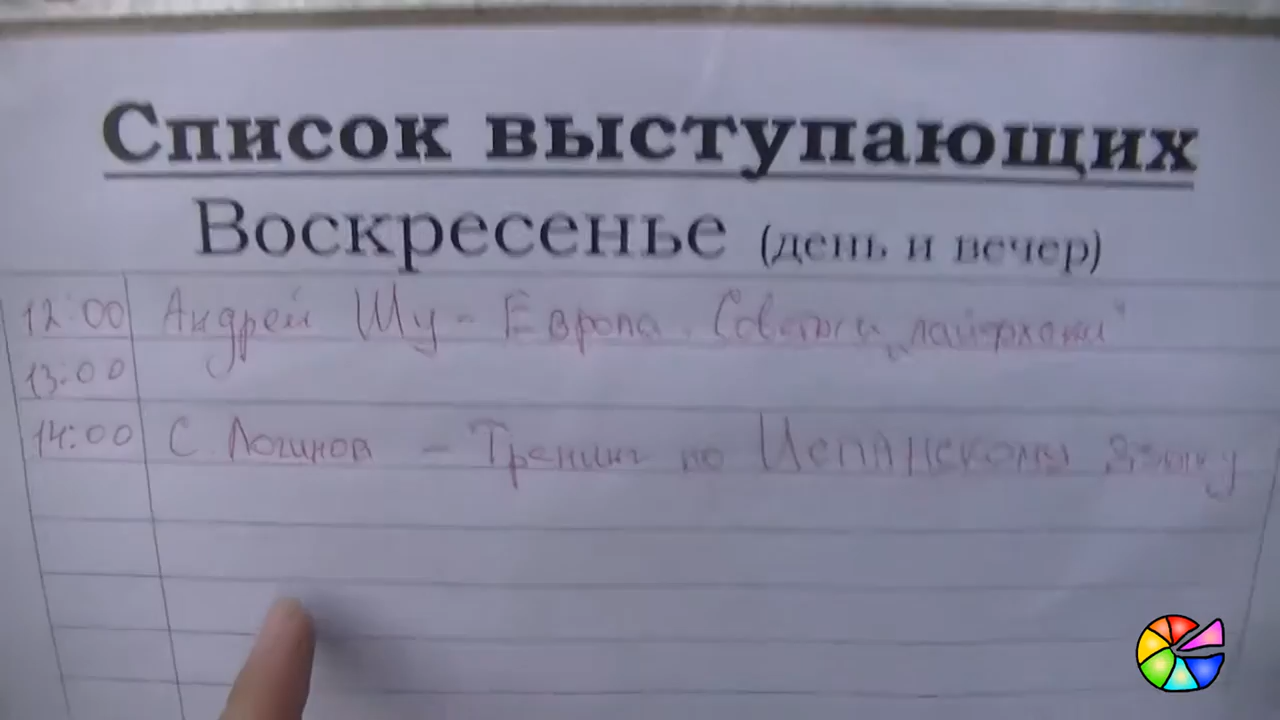 Список выступающих
Воскресенье (день и вечер)
12:00 Андрей Шу - Европа. Советы и „лайфхаки"
13:00
14:00 С. Логинов - Тренинг по Испанскому языку